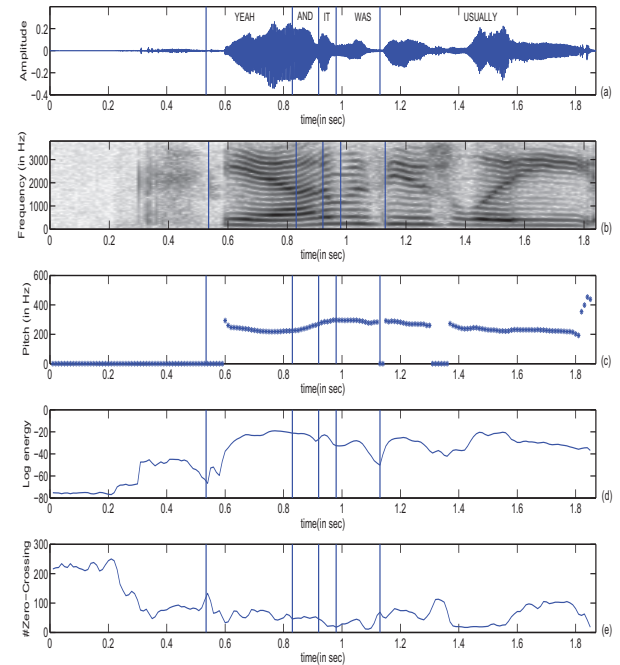 YEAH AND IT WAS USUALLY
0.4
0.2
0
−0.2
−0.4
Amplitude
0 0.2 0.4 0.6 0.8 1 1.2 1.4 1.6 1.8
(a)
time(in sec)
3000
2000
1000
0
Frequency (in Hz)
0 0.2 0.4 0.6 0.8 1 1.2 1.4 1.6 1.8
(b)
time(in sec)
600
400
200
0
Pitch (in Hz)
0 0.2 0.4 0.6 0.8 1 1.2 1.4 1.6 1.8
(c)
time(in sec)
0
−20
−40
−60
−80
Log energy
0 0.2 0.4 0.6 0.8 1 1.2 1.4 1.6 1.8
(d)
time(in sec)
300
200
100
0
#Zero−Crossing
0 0.2 0.4 0.6 0.8 1 1.2 1.4 1.6 1.8
(e)
time(in sec)